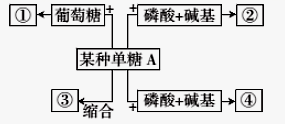 ① 葡萄糖 + + 磷酸+碱基 ②
某种单糖 A
③ 缩合 + 磷酸+碱基 ④